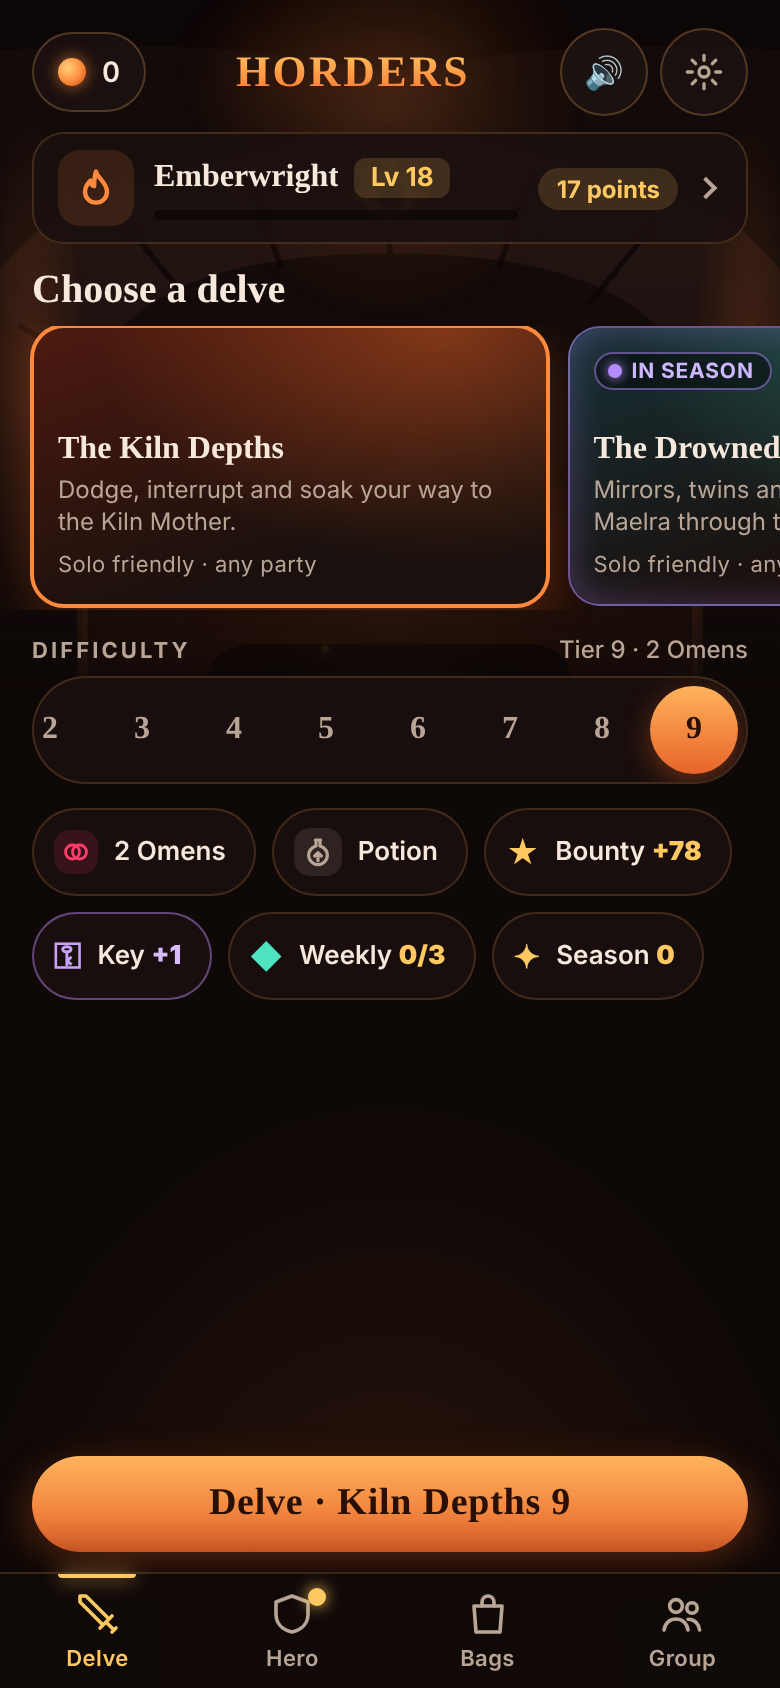 0
HORDERS
Emberwright Lv 18
17 points
Choose a delve
The Kiln Depths
Dodge, interrupt and soak your way to
the Kiln Mother.
Solo friendly · any party
IN SEASON
The Drowned
Mirrors, twins an
Maelra through t
Solo friendly · any
DIFFICULTY
Tier 9 · 2 Omens
2 3 4 5 6 7 8 9
2 Omens
Potion
Bounty +78
Key +1
Weekly 0/3
Season 0
Delve · Kiln Depths 9
Delve
Hero
Bags
Group